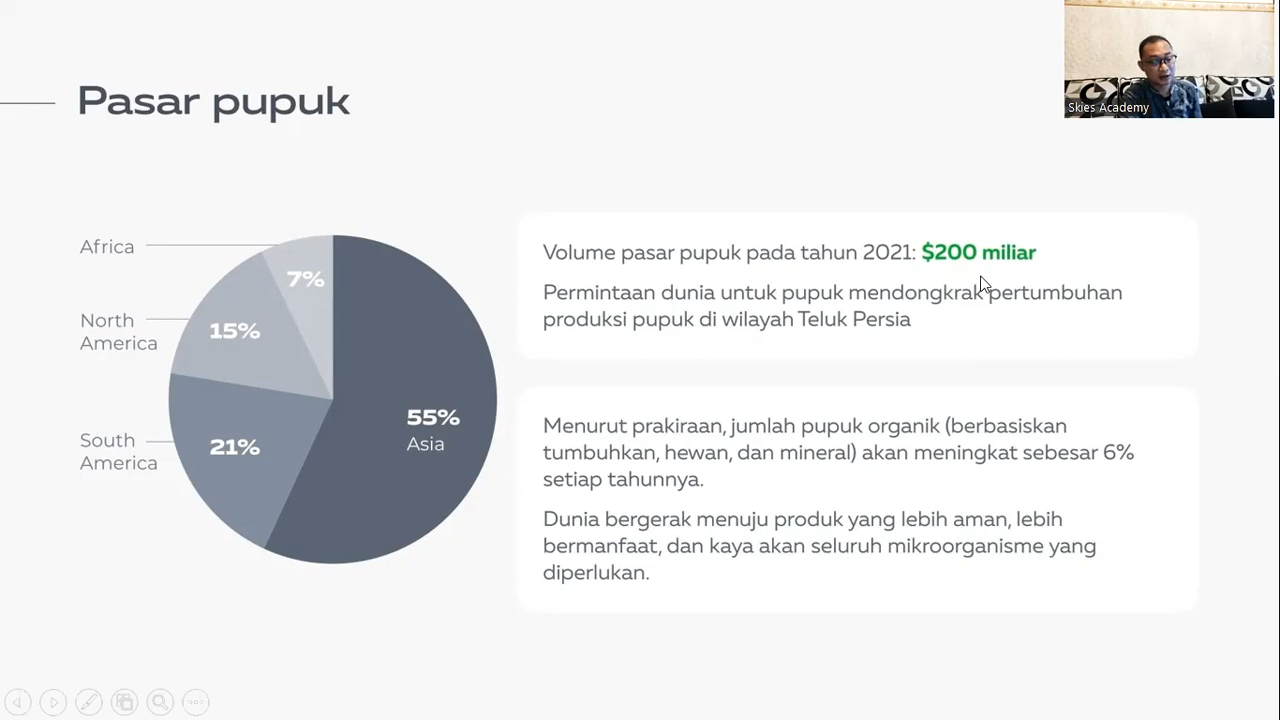 Pasar pupuk
Skies Academy
Africa
7%
North
America
15%
South
America
21%
55%
Asia
Volume pasar pupuk pada tahun 2021: $200 miliar
Permintaan dunia untuk pupuk mendongkrak pertumbuhan
produksi pupuk di wilayah Teluk Persia
Menurut prakiraan, jumlah pupuk organik (berbasiskan
tumbuhkan, hewan, dan mineral) akan meningkat sebesar 6%
setiap tahunnya.
Dunia bergerak menuju produk yang lebih aman, lebih
bermanfaat, dan kaya akan seluruh mikroorganisme yang
diperlukan.